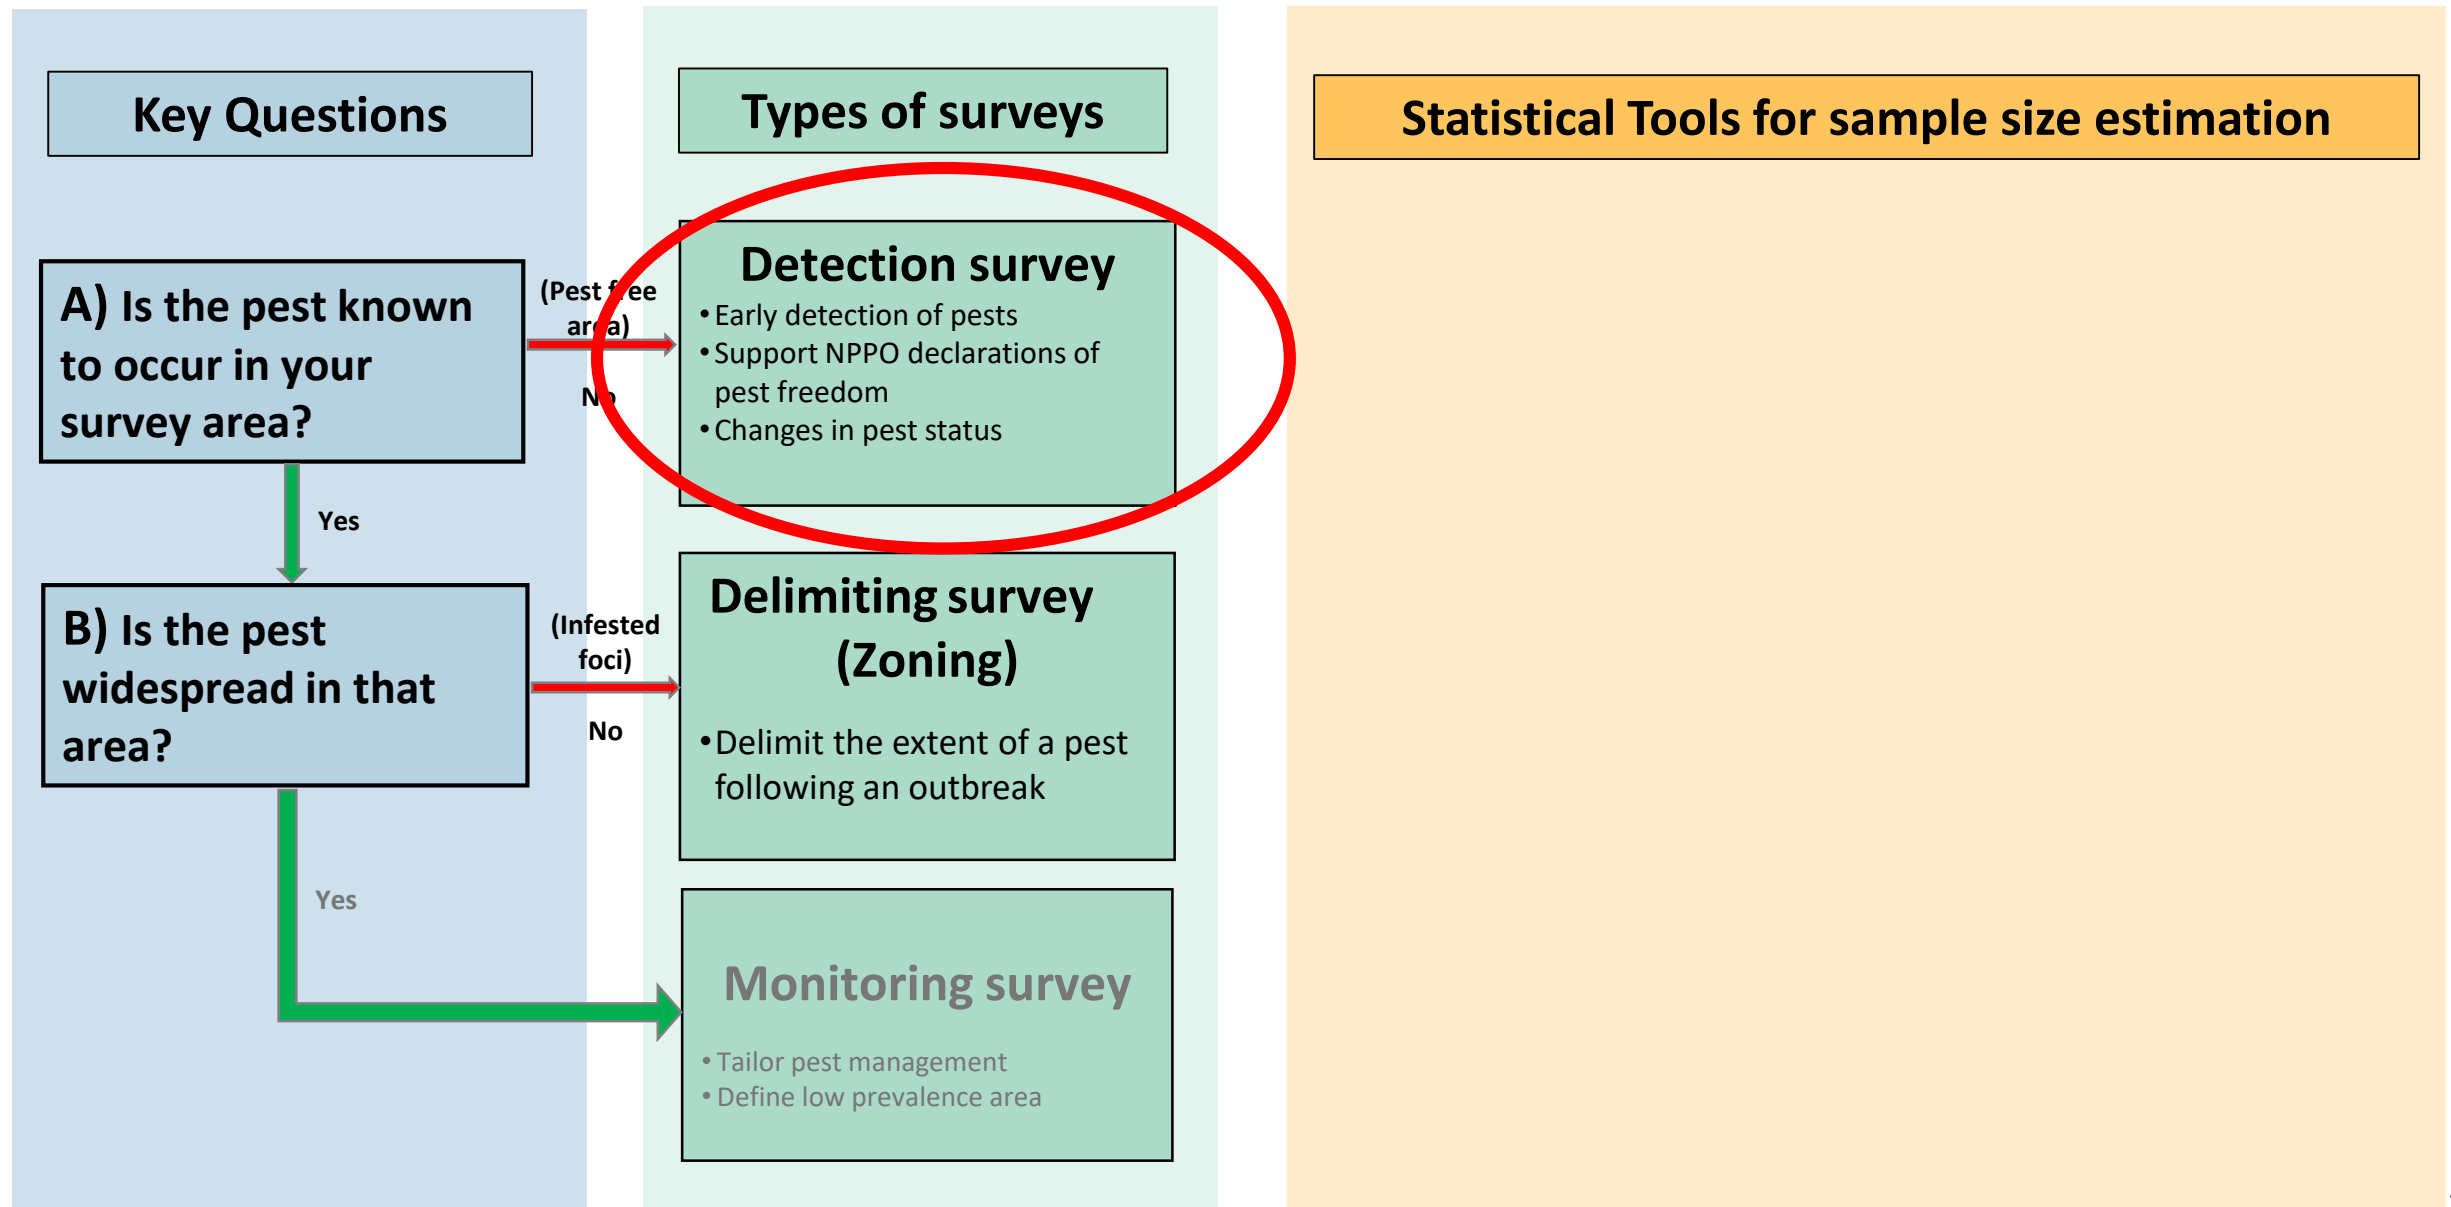 Key Questions
Types of surveys
Statistical Tools for sample size estimation
A) Is the pest known
to occur in your
survey area?
(Pest free
area)
No
Detection survey
• Early detection of pests
• Support NPPO declarations of
pest freedom
• Changes in pest status
Yes
B) Is the pest
widespread in that
area?
(Infested
foci)
No
Delimiting survey
(Zoning)
• Delimit the extent of a pest
following an outbreak
Yes
Monitoring survey
• Tailor pest management
• Define low prevalence area